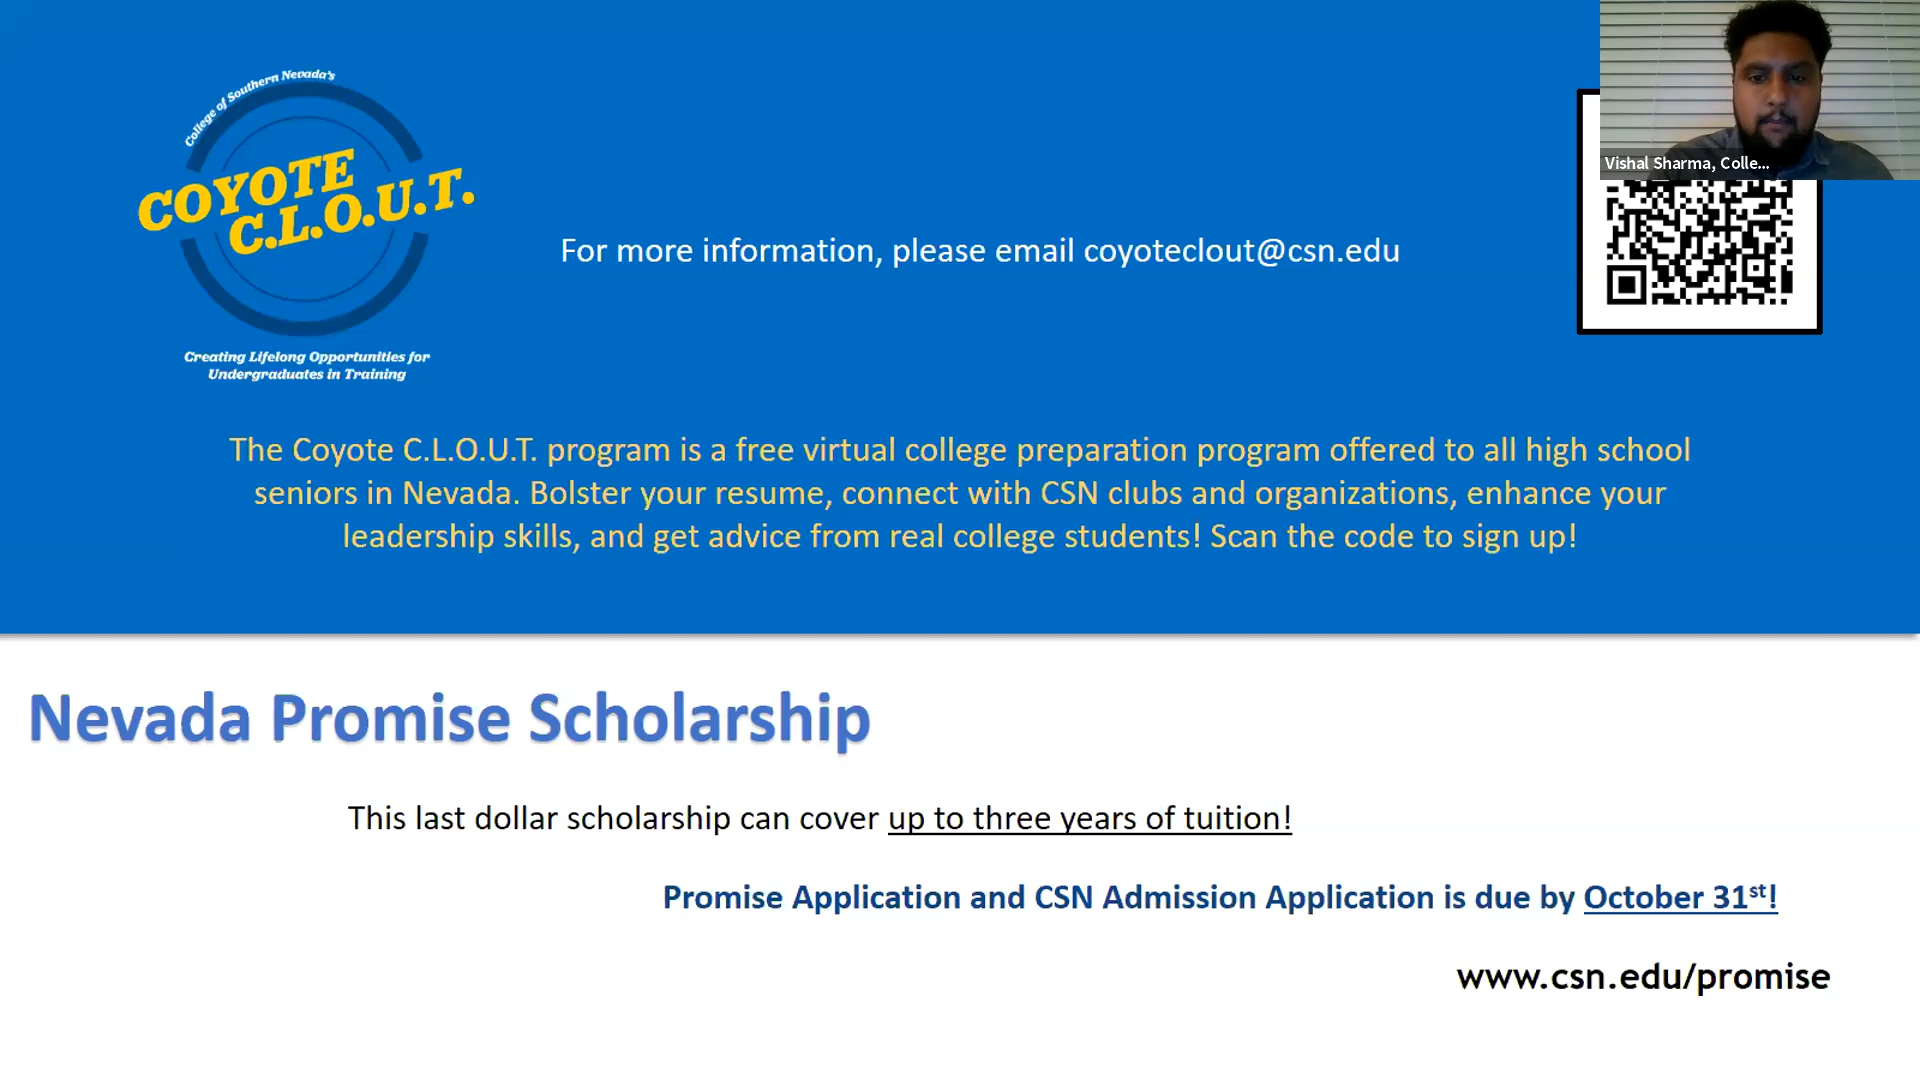 College of Southern Nevada's
COYOTE
C.L.O.U.T.
Creating Lifelong Opportunities for
Undergraduates in Training
For more information, please email coyoteclout@csn.edu
Vishal Sharma, Colle...
The Coyote C.L.O.U.T. program is a free virtual college preparation program offered to all high school
seniors in Nevada. Bolster your resume, connect with CSN clubs and organizations, enhance your
leadership skills, and get advice from real college students! Scan the code to sign up!
Nevada Promise Scholarship
This last dollar scholarship can cover up to three years of tuition!
Promise Application and CSN Admission Application is due by October 31st!
www.csn.edu/promise